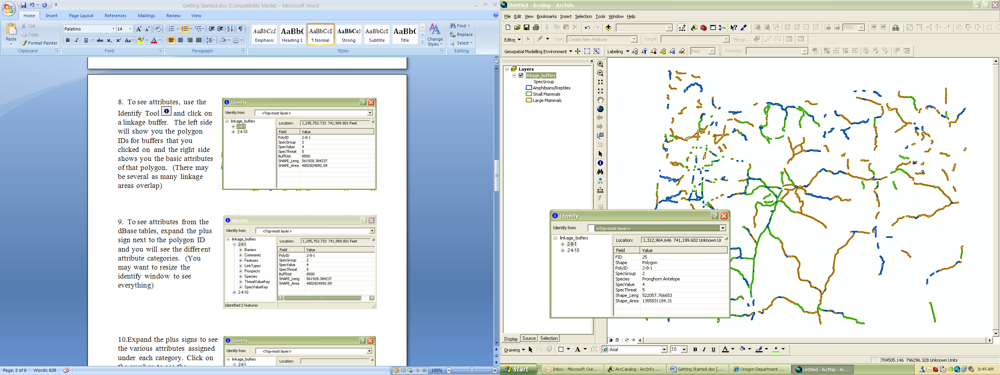 Getting Started.doc [Compatibility Mode] - Microsoft Word
Home Insert Page Layout References Mailings Review View
Paste
Cut
Copy
Format Painter
Clipboard
Palatino 14
B I U abc X₂ X² Aa
Font
Paragraph
AaBbCcI AaBbC AaBbCcI AaBbCcI AaBbCcI AaBbC
Emphasis Heading 1 ¶ Normal Strong Subtitle Title
Change Styles
Styles
Find
Replace
Select
Editing
8. To see attributes, use the
Identify Tool and click on
a linkage buffer. The left side
will show you the polygon
IDs for buffers that you
clicked on and the right side
shows you the basic attributes
of that polygon. (There may
be several as many linkage
areas overlap)
Identify
Identify from: <Top-most layer>
linkage_buffers
2-8-1
2-4-10
Location: 1,295,753.733 741,989.801 Feet
Field Value
PolyID 2-8-1
SpecGroup 2
SpecValue 4
SpecThreat 5
BuffDist 8500
SHAPE_Leng 561928.384237
SHAPE_Area 4802824892.09
9. To see attributes from the
dBase tables, expand the plus
sign next to the polygon ID
and you will see the different
attribute categories. (You
may want to resize the
identify window to see
everything)
Identify
Identify from: <Top-most layer>
linkage_buffers
2-8-1
Barriers
Comments
Features
LinkTypes
Prospects
Species
ThreatValueKey
SpecValueKey
2-4-10
Location: 1,295,753.733 741,989.801 Feet
Field Value
PolyID 2-8-1
SpecGroup 2
SpecValue 4
SpecThreat 5
BuffDist 8500
SHAPE_Leng 561928.384237
SHAPE_Area 4802824892.09
Identified 2 features
10.Expand the plus signs to see
the various attributes assigned
under each category. Click on
the number to see the
Identify
Identify from: <Top-most layer>
linkage_buffers
2-8-1
Location:
Page: 2 of 6 Words: 639 100%
Untitled - ArcMap - ArcInfo
File Edit View Bookmarks Insert Selection Tools Window Help
100%
Editor Task: Create New Feature Target: Merge...
Geospatial Modelling Environment Labeling Fast Topology:
Layers
linkage_buffers
SpecGroup
Amphibians/Reptiles
Small Mammals
Large Mammals
XY
Identify
Identify from: <Top-most layer>
linkage_buffers
2-8-1
2-4-10
Location: 1,312,964.646 741,199.602 Unknown Ur
Field Value
FID 25
Shape Polygon
PolyID 2-8-1
SpecGroup 2
Species Pronghorn Antelope
SpecValue 4
SpecThreat 5
Shape_Leng 522057.766653
Shape_Area 1355831184.31
Display Source Selection
Drawing A Arial 10 B I U A
704505.146 796296.328 Unknown Units
start Inbox - Microsoft Out... ArcCatalog - ArcInfo ... Getting Started.doc [... Oregon Department ... Untitled - ArcMap - Ar... 8:49 AM